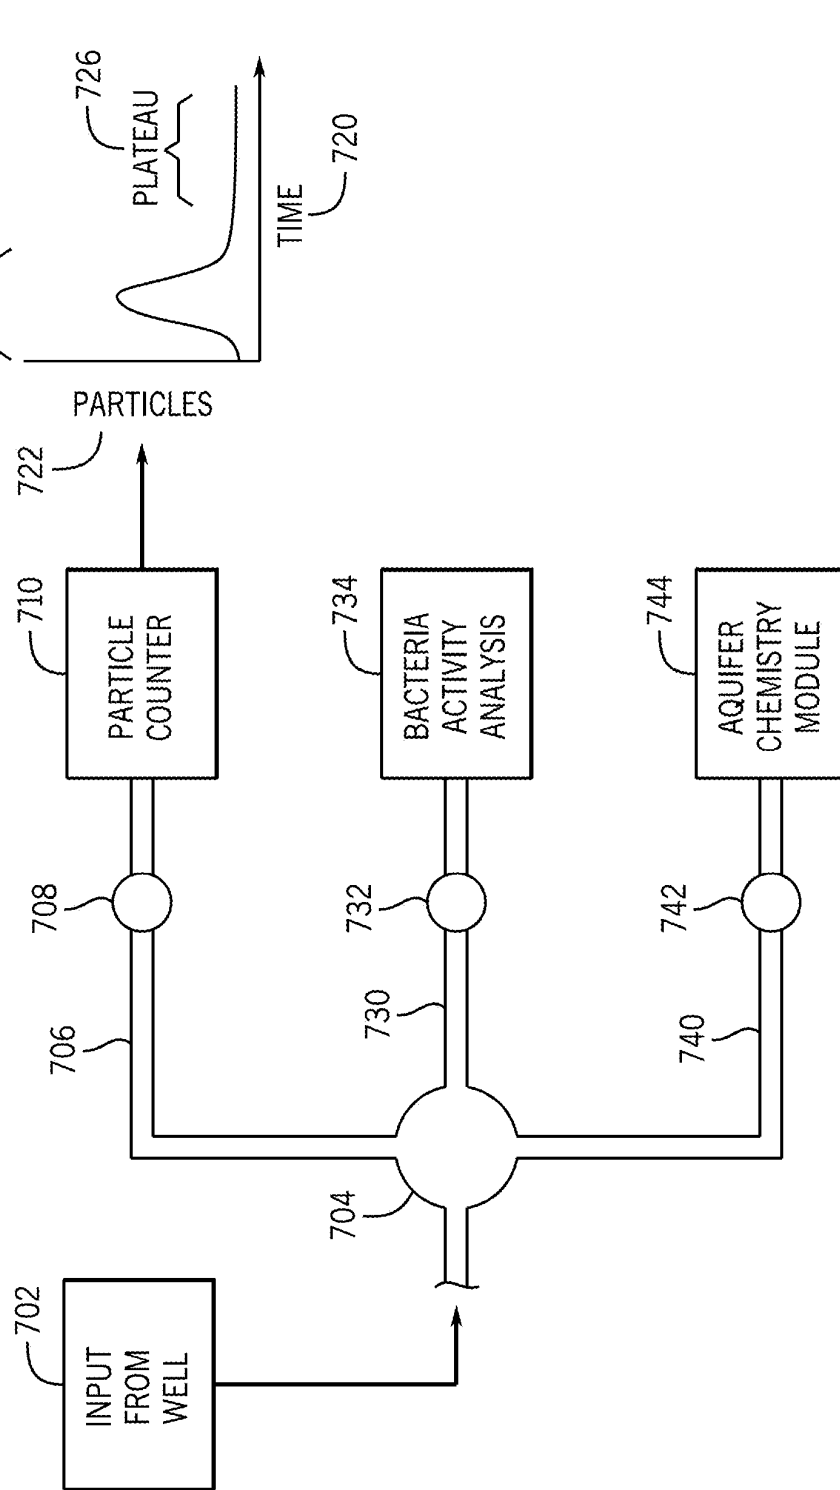 702
INPUT
FROM
WELL
704
706
708
710
PARTICLE
COUNTER
722
PARTICLES
726
PLATEAU
TIME
720
730
732
734
BACTERIA
ACTIVITY
ANALYSIS
740
742
744
AQUIFER
CHEMISTRY
MODULE